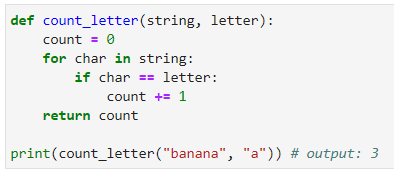 def count_letter(string, letter):
    count = 0
    for char in string:
        if char == letter:
            count += 1
    return count

print(count_letter("banana", "a")) # output: 3